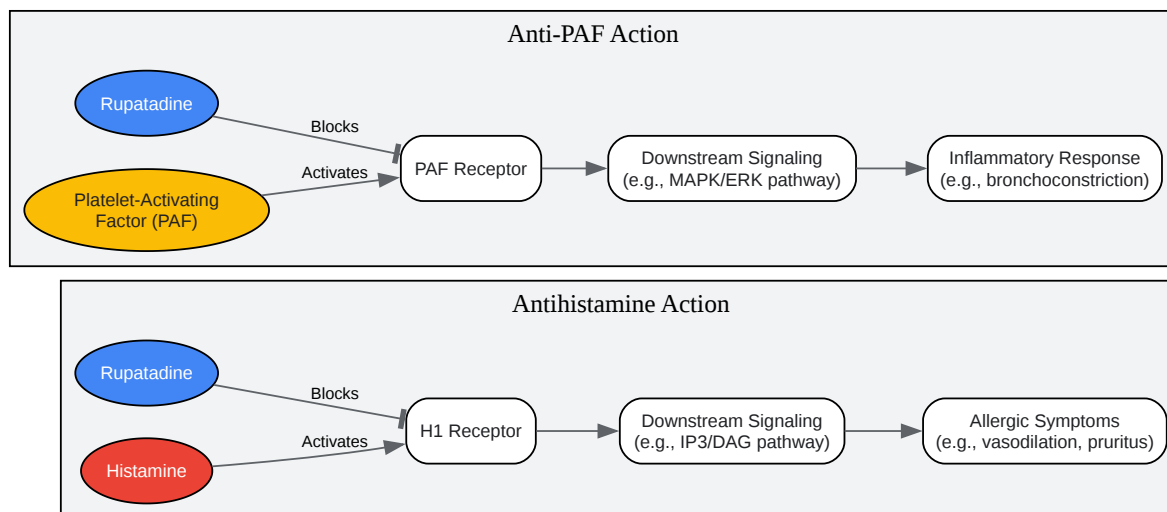 Anti-PAF Action
Rupatadine
Blocks
Platelet-Activating
Factor (PAF)
Activates
PAF Receptor
Downstream Signaling
(e.g., MAPK/ERK pathway)
Inflammatory Response
(e.g., bronchoconstriction)
Antihistamine Action
Rupatadine
Blocks
Histamine
Activates
H1 Receptor
Downstream Signaling
(e.g., IP3/DAG pathway)
Allergic Symptoms
(e.g., vasodilation, pruritus)